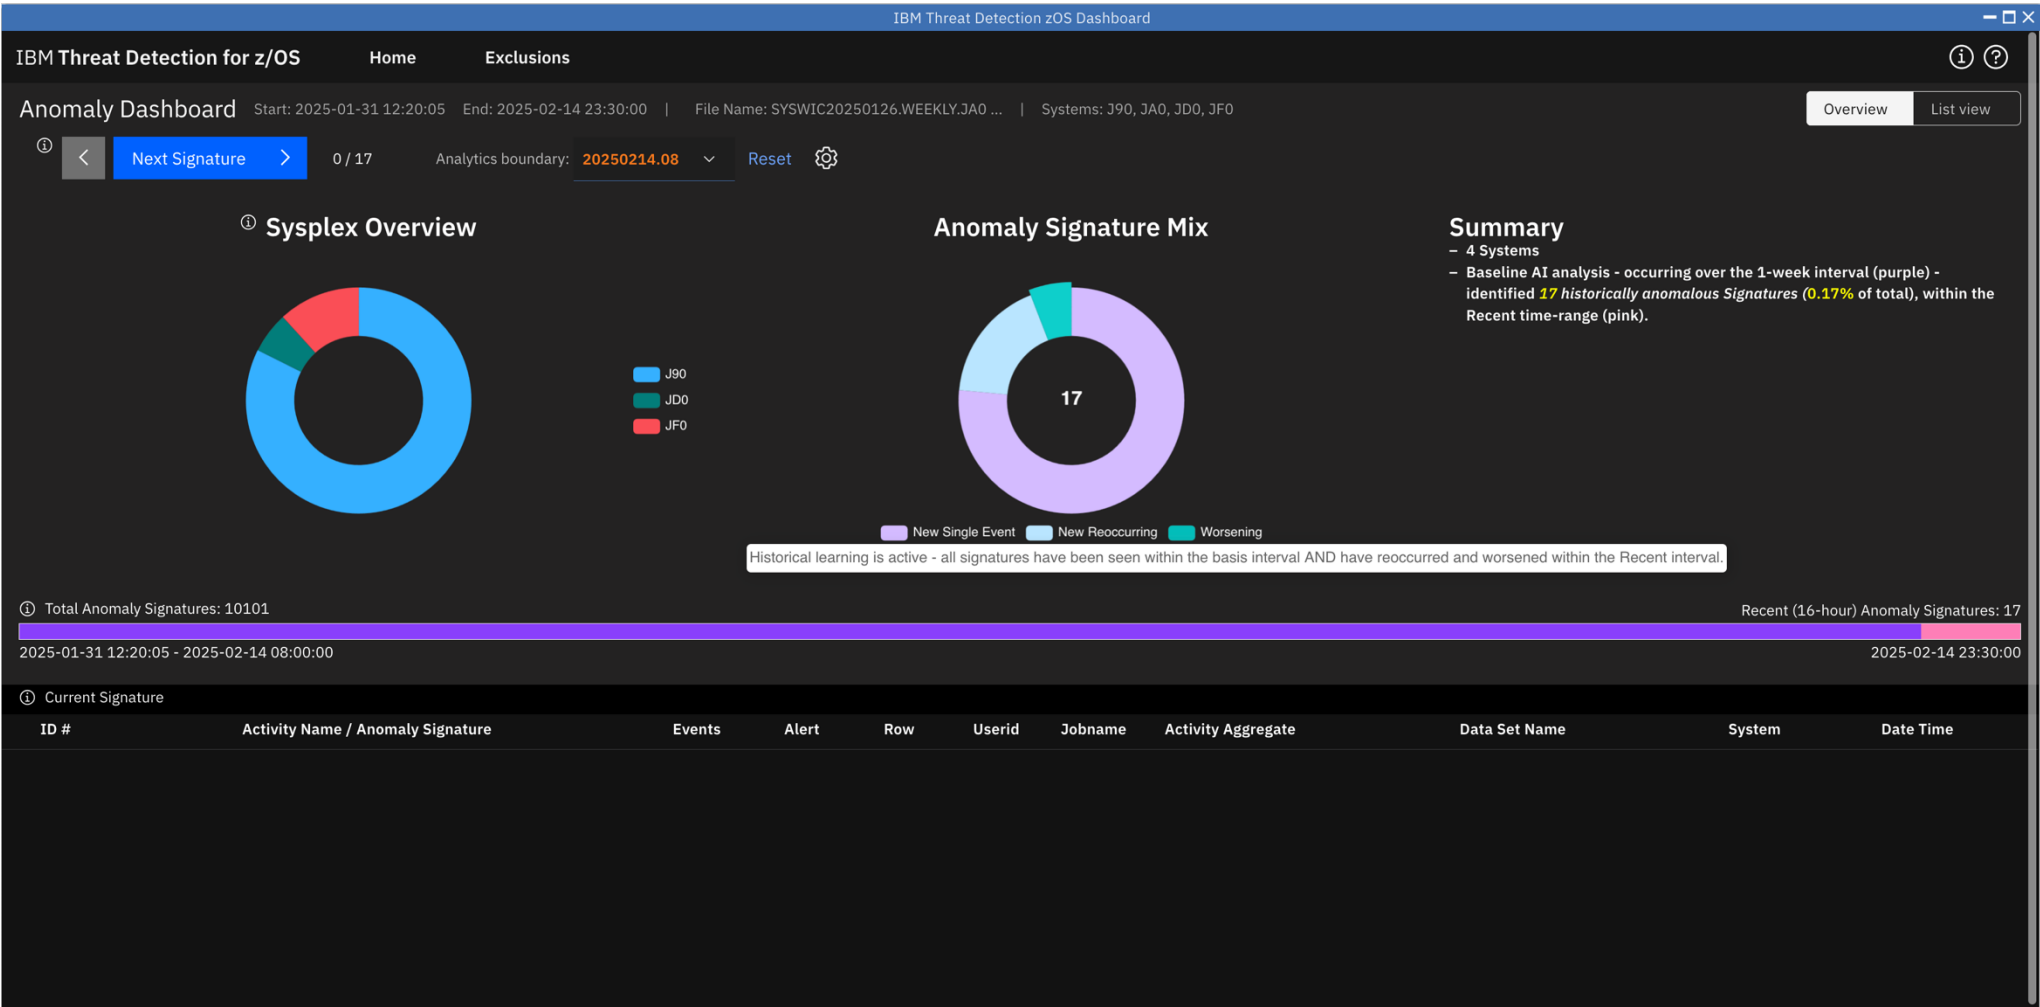 IBM Threat Detection zOS Dashboard
IBM Threat Detection for z/OS Home Exclusions
Anomaly Dashboard Start: 2025-01-31 12:20:05 End: 2025-02-14 23:30:00 | File Name: SYSWIC20250126.WEEKLY.JA0 ... | Systems: J90, JA0, JD0, JF0 Overview List view
Next Signature 0 / 17 Analytics boundary: 20250214.08 Reset
Sysplex Overview
J90
JD0
JF0
Anomaly Signature Mix
17
New Single Event New Reoccurring Worsening
Historical learning is active - all signatures have been seen within the basis interval AND have reoccurred and worsened within the Recent interval.
Summary
– 4 Systems
– Baseline AI analysis - occurring over the 1-week interval (purple) -
identified 17 historically anomalous Signatures (0.17% of total), within the
Recent time-range (pink).
Total Anomaly Signatures: 10101 Recent (16-hour) Anomaly Signatures: 17
2025-01-31 12:20:05 - 2025-02-14 08:00:00 2025-02-14 23:30:00
Current Signature
ID # Activity Name / Anomaly Signature Events Alert Row Userid Jobname Activity Aggregate Data Set Name System Date Time